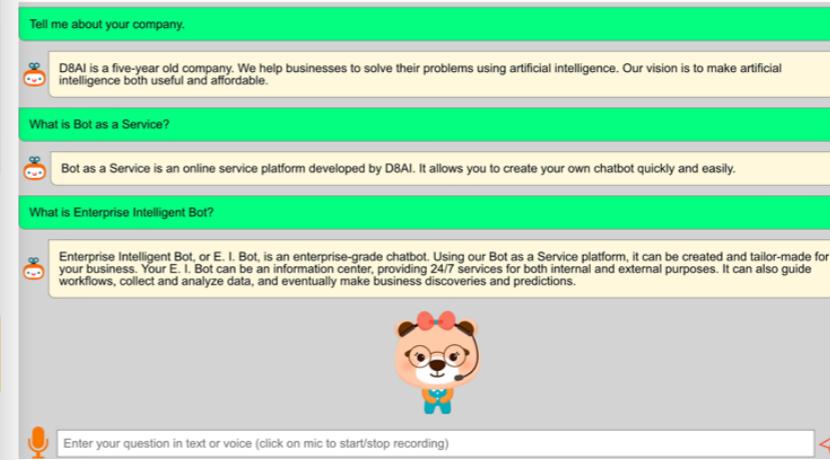 Tell me about your company.
D8AI is a five-year old company. We help businesses to solve their problems using artificial intelligence. Our vision is to make artificial
intelligence both useful and affordable.
What is Bot as a Service?
Bot as a Service is an online service platform developed by D8AI. It allows you to create your own chatbot quickly and easily.
What is Enterprise Intelligent Bot?
Enterprise Intelligent Bot, or E. I. Bot, is an enterprise-grade chatbot. Using our Bot as a Service platform, it can be created and tailor-made for
your business. Your E. I. Bot can be an information center, providing 24/7 services for both internal and external purposes. It can also guide
workflows, collect and analyze data, and eventually make business discoveries and predictions.
Enter your question in text or voice (click on mic to start/stop recording)